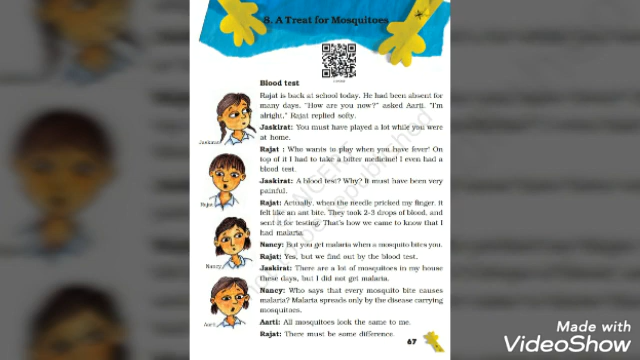 8. A Treat for Mosquitoes
Blood test
Rajat is back at school today. He had been absent for
many days. "How are you now?" asked Aarti. "I'm
alright," Rajat replied softy.
Jaskirat: You must have played a lot while you were
at home.
Rajat : Who wants to play when you have fever! On
top of it I had to take a bitter medicine! I even had a
blood test.
Jaskirat: A blood test? Why? It must have been very
painful.
Rajat: Actually, when the needle pricked my finger, it
felt like an ant bite. They took 2-3 drops of blood, and
sent it for testing. That's how we came to know that I
had malaria.
Nancy: But you get malaria when a mosquito bites you.
Rajat: Yes, but we find out by the blood test.
Jaskirat: There are a lot of mosquitoes in my house
these days, but I did not get malaria.
Nancy: Who says that every mosquito bite causes
malaria? Malaria spreads only by the disease carrying
mosquitoes.
Aarti: All mosquitoes look the same to me.
Rajat: There must be some difference.
Jaskirat
Rajat
Nancy
Aarti
67
Made with
VideoShow